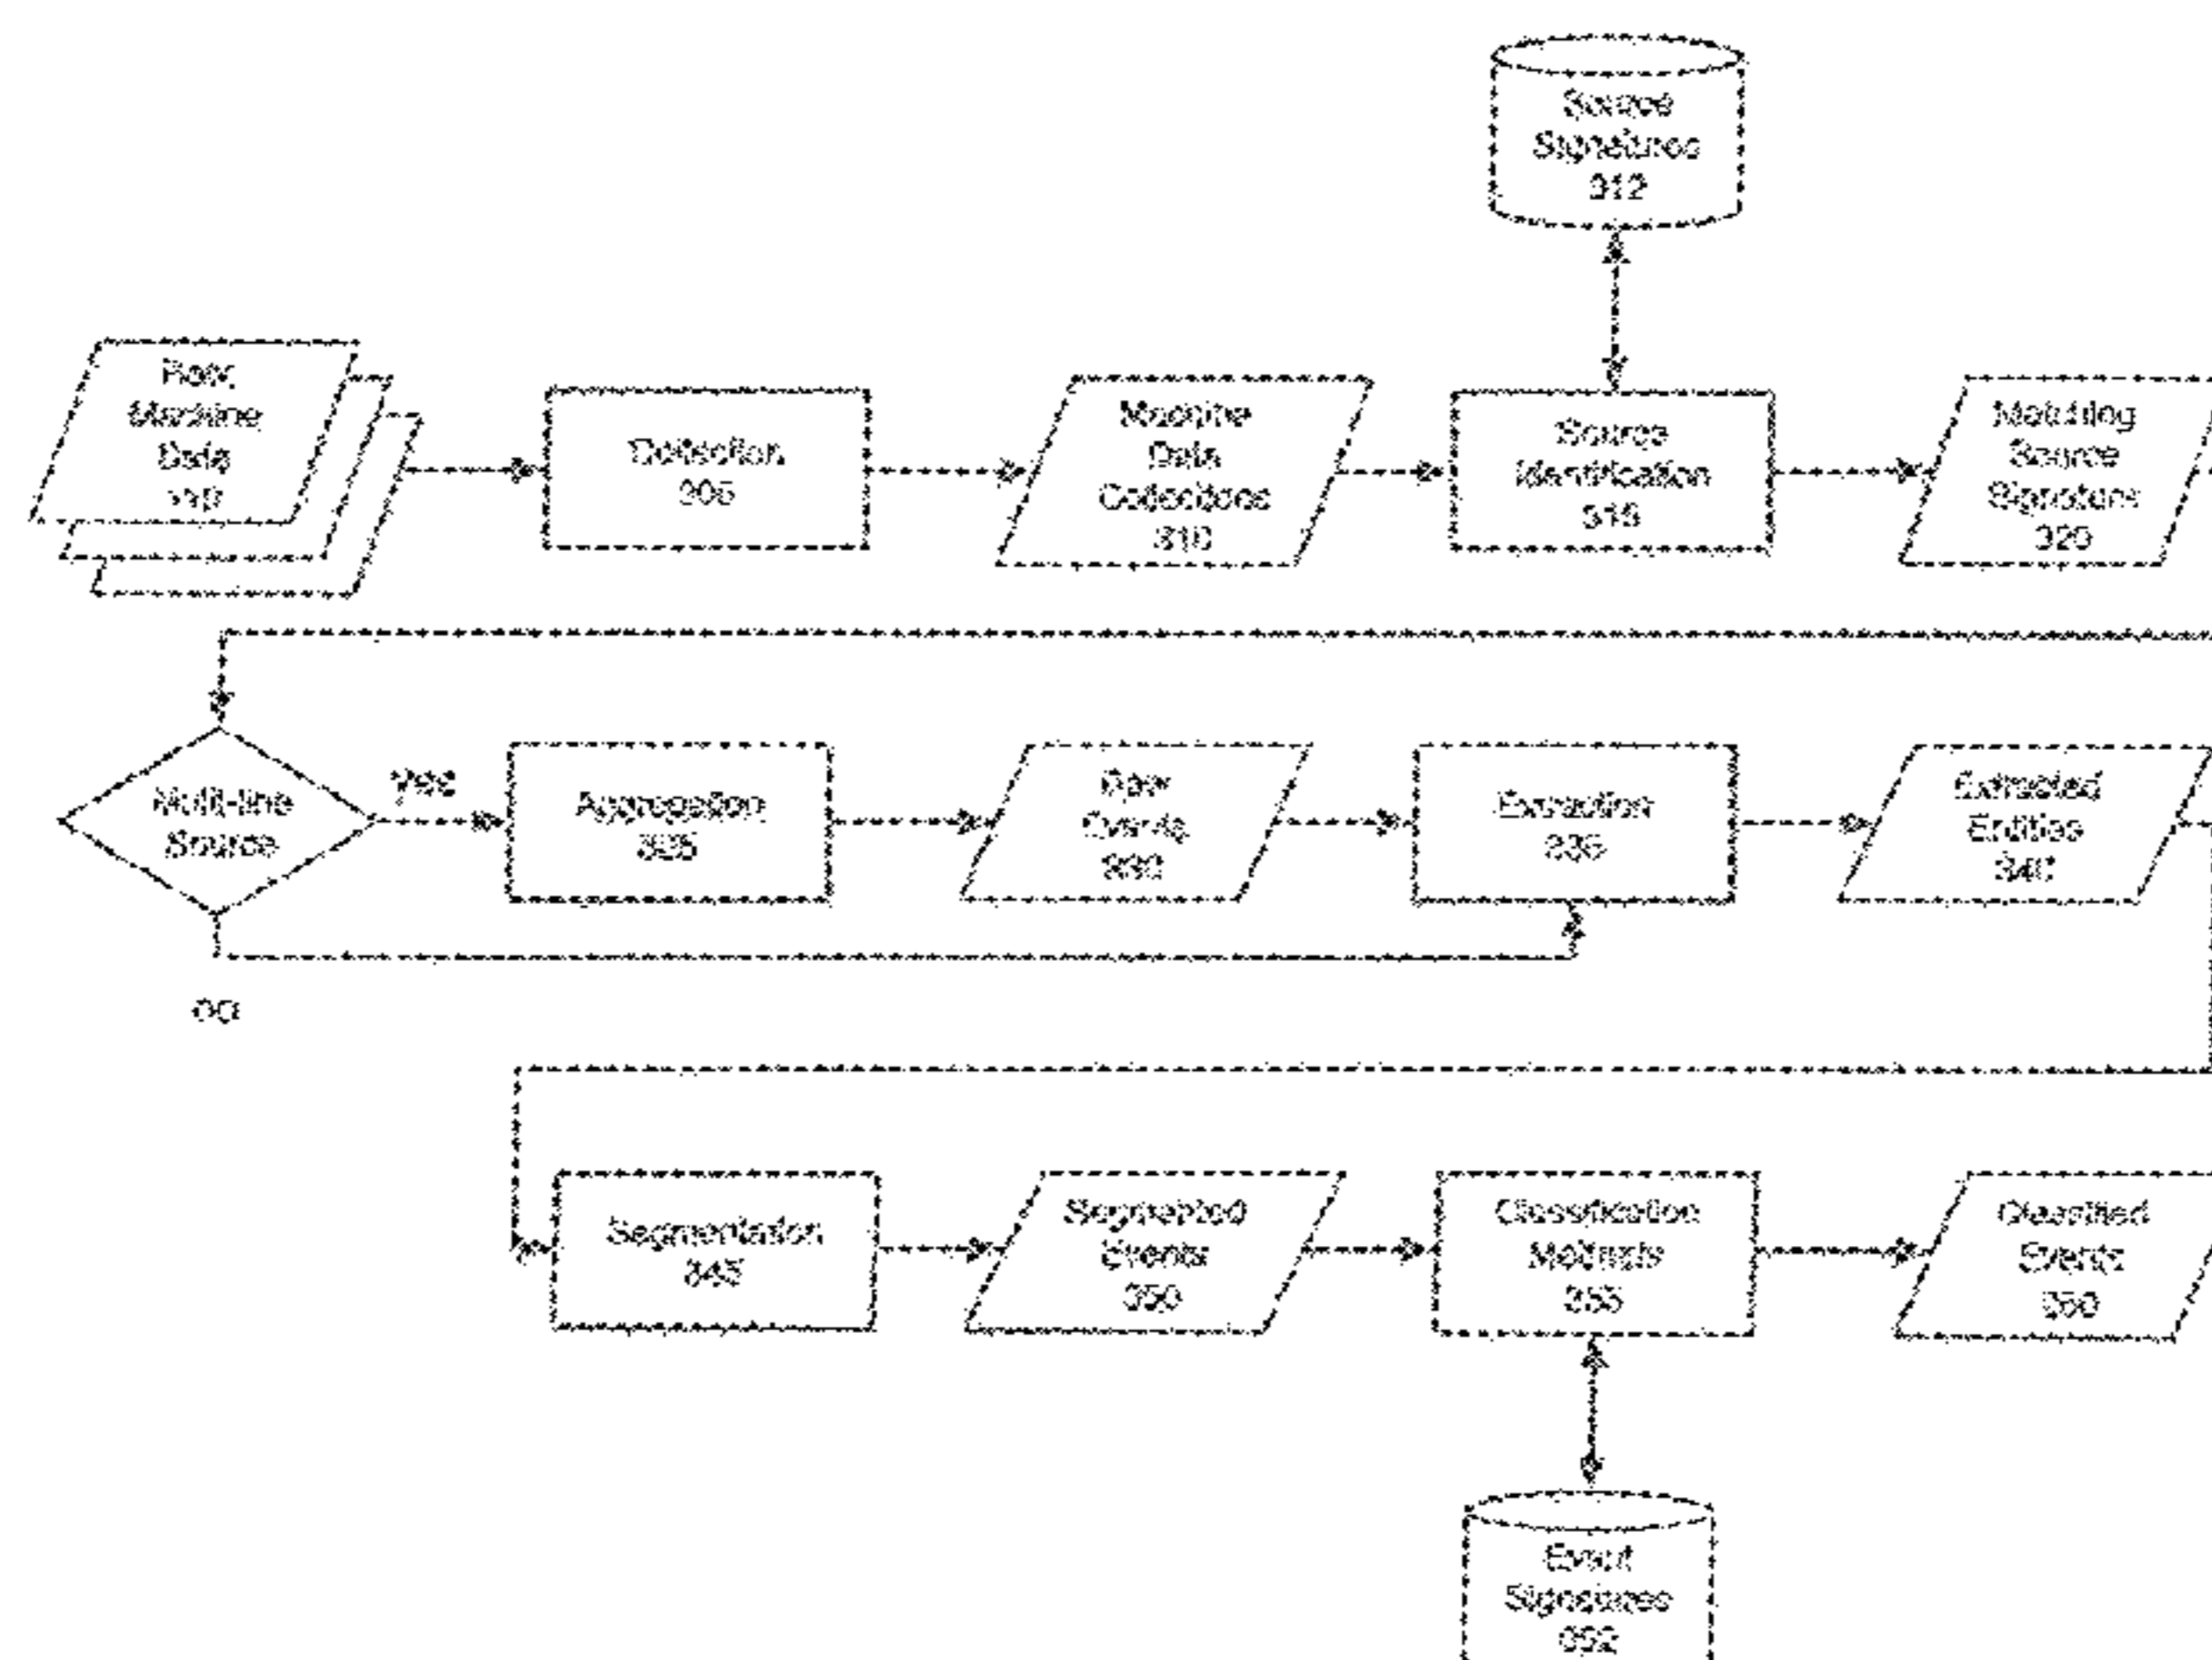 Source
Signatures
312
Raw
Machine
Data
110
Collection
305
Machine
Data
Collections
310
Source
Identification
315
Matching
Source
Signature
320
Multi-line
Source
yes
Aggregation
325
Raw
Events
330
Extraction
335
Extracted
Entities
340
no
Segmentation
345
Segmented
Events
350
Classification
355
Classified
Events
360
Event
Signatures
352